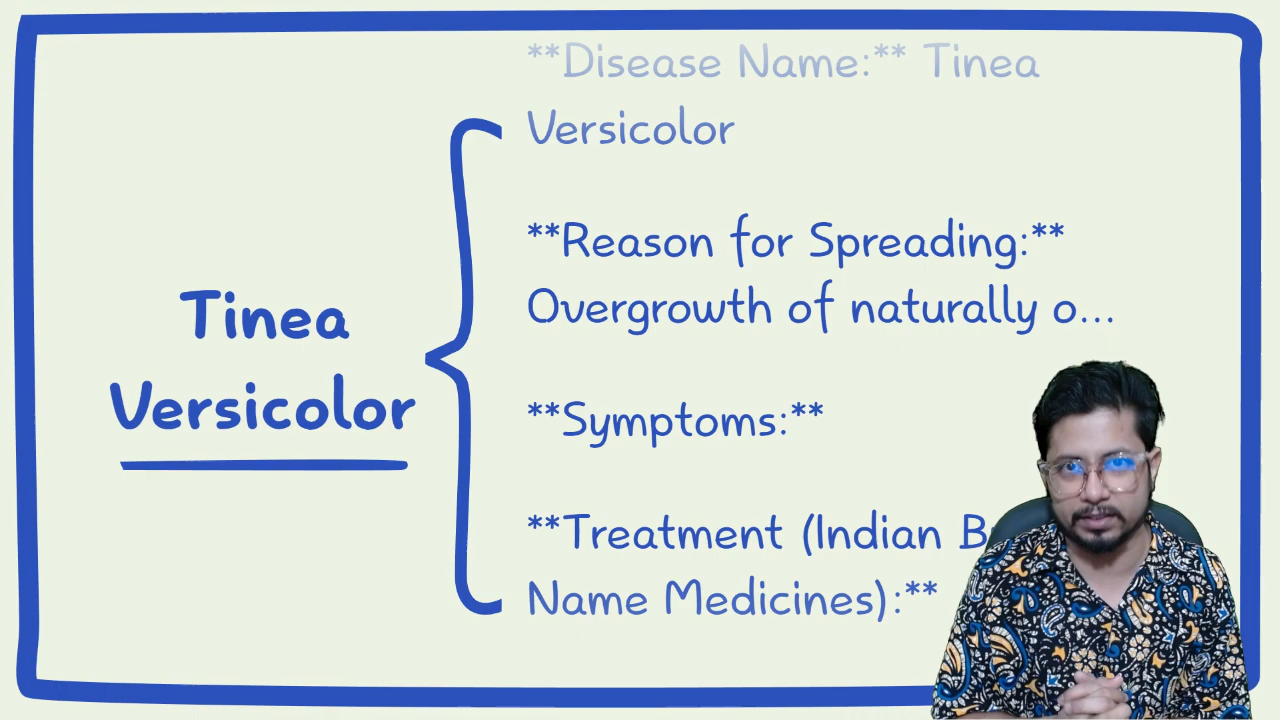 Tinea
Versicolor
**Disease Name:** Tinea
Versicolor
**Reason for Spreading:**
Overgrowth of naturally o...
**Symptoms:**
**Treatment (Indian
Name Medicines):**